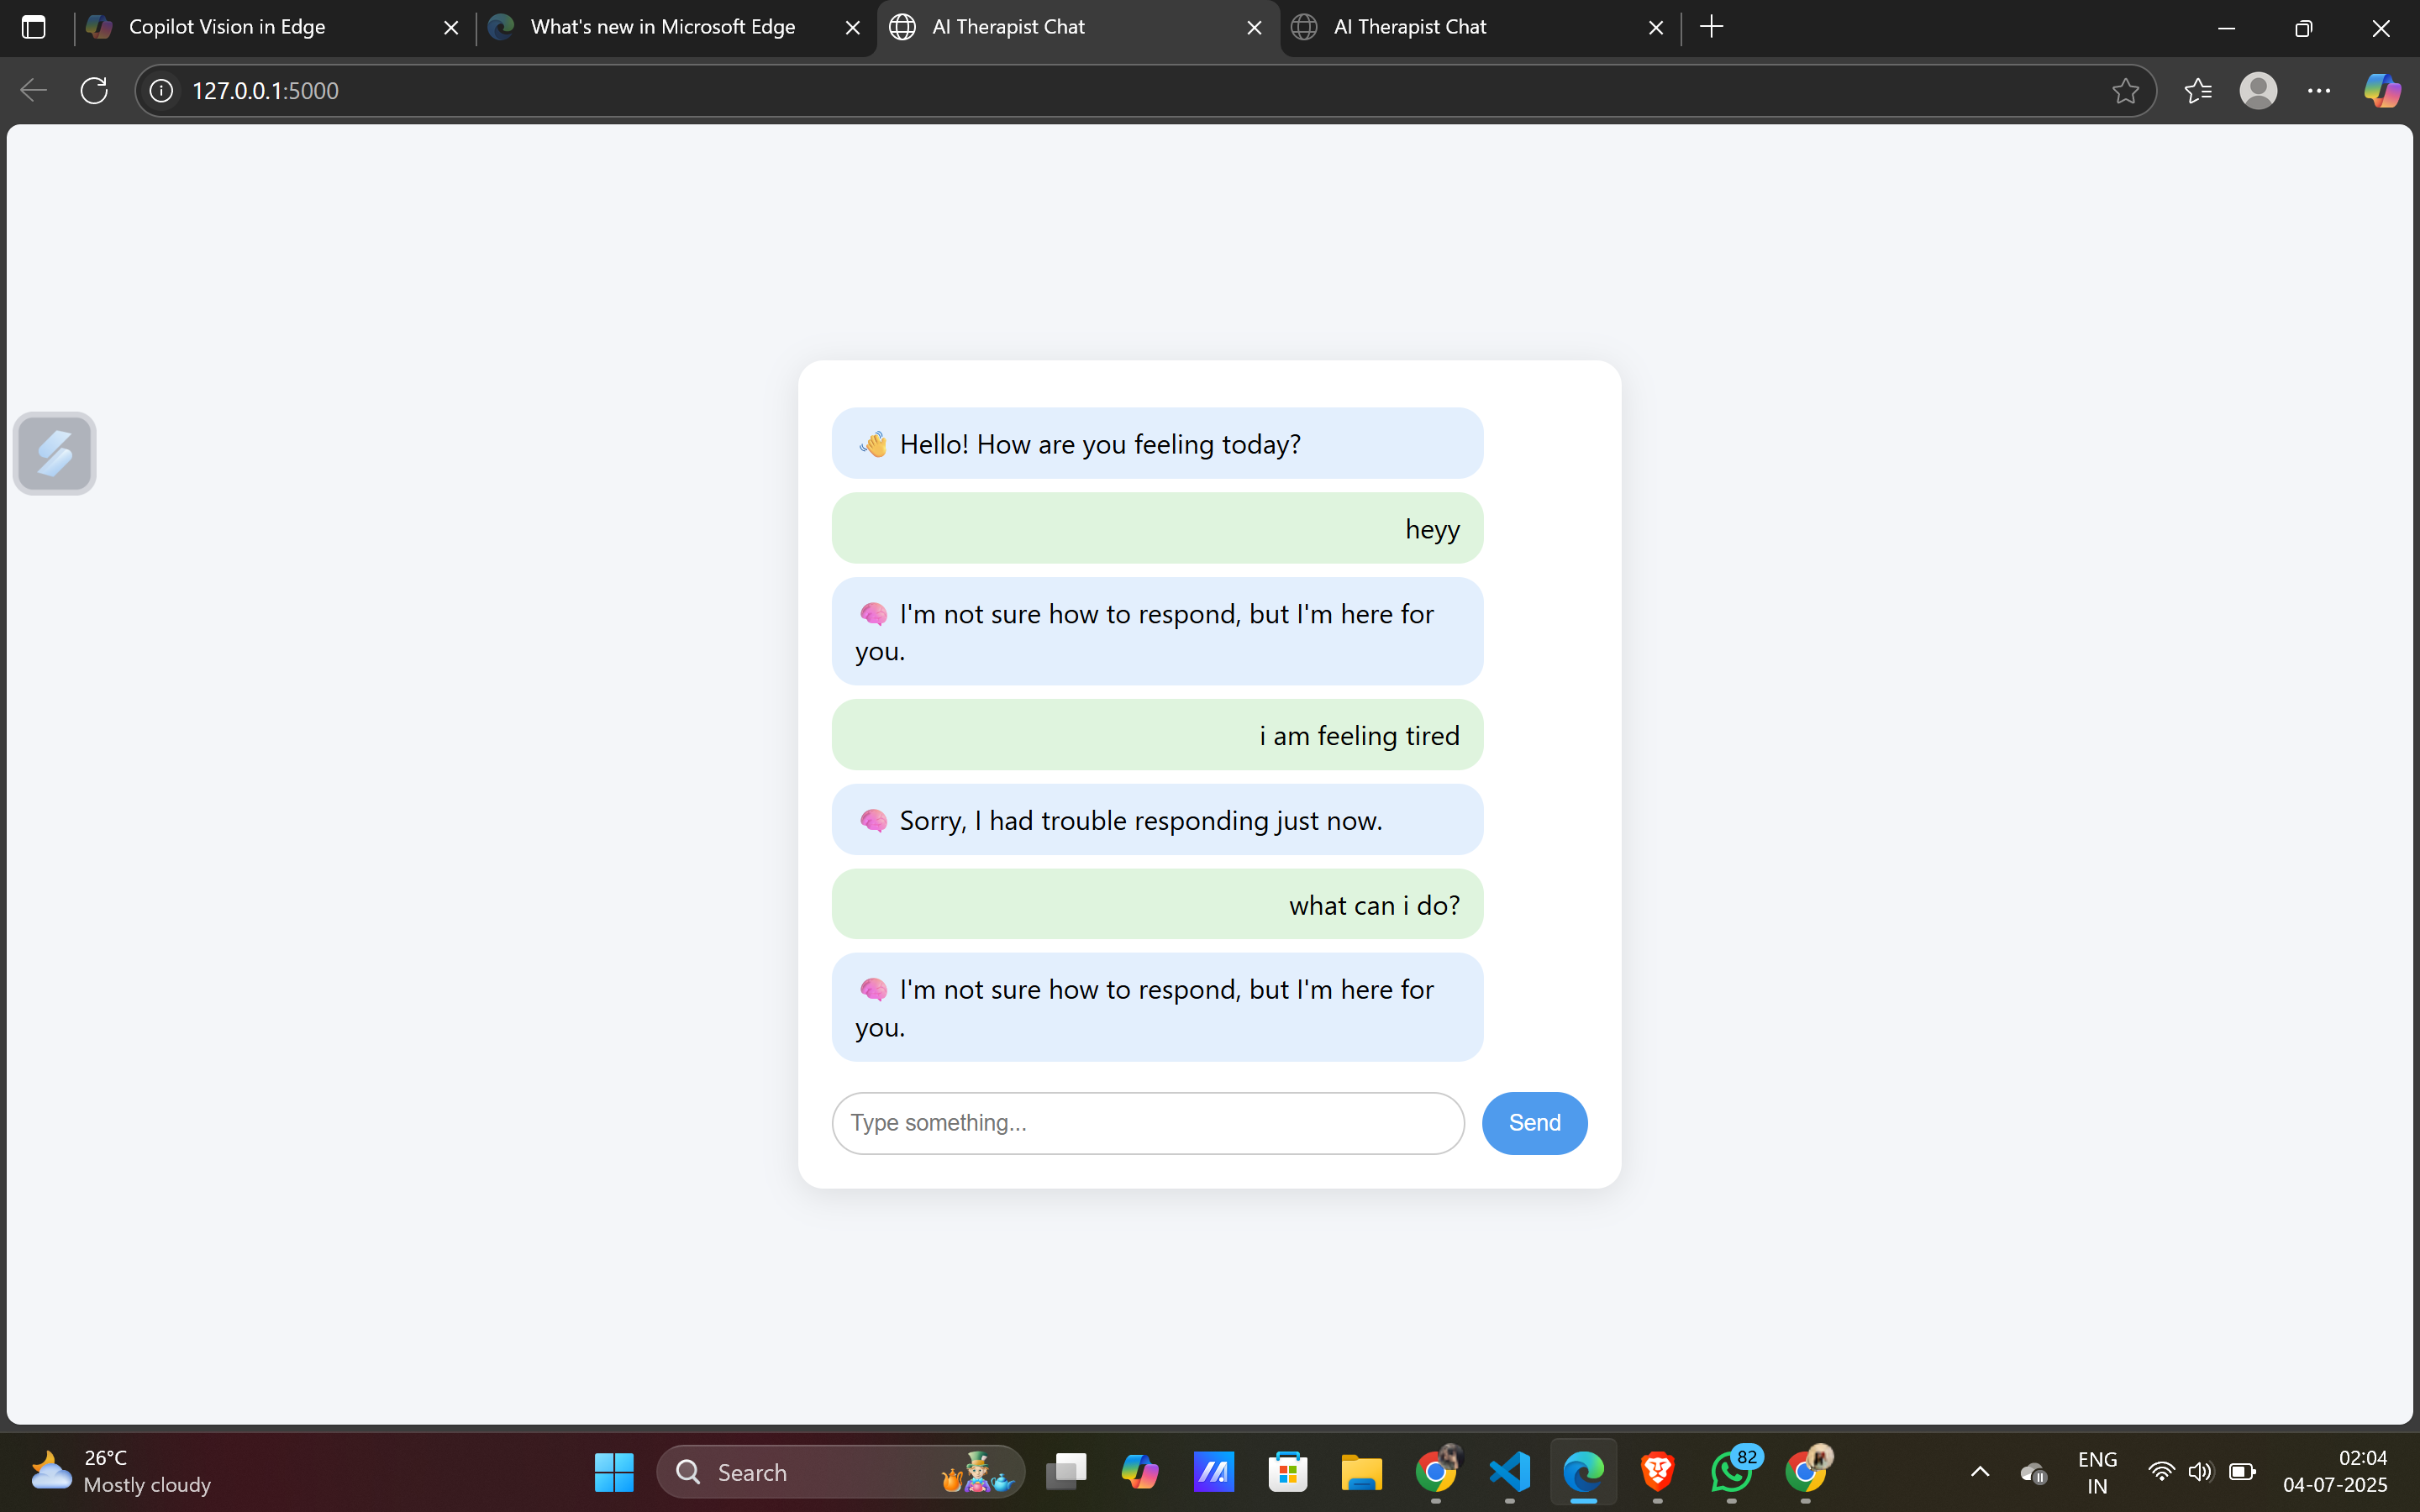 Copilot Vision in Edge
What's new in Microsoft Edge
AI Therapist Chat
AI Therapist Chat
127.0.0.1:5000
👋 Hello! How are you feeling today?
heyy
🧠 I'm not sure how to respond, but I'm here for
you.
i am feeling tired
🧠 Sorry, I had trouble responding just now.
what can i do?
🧠 I'm not sure how to respond, but I'm here for
you.
Type something...
Send
26°C
Mostly cloudy
Search
82
ENG
IN
02:04
04-07-2025